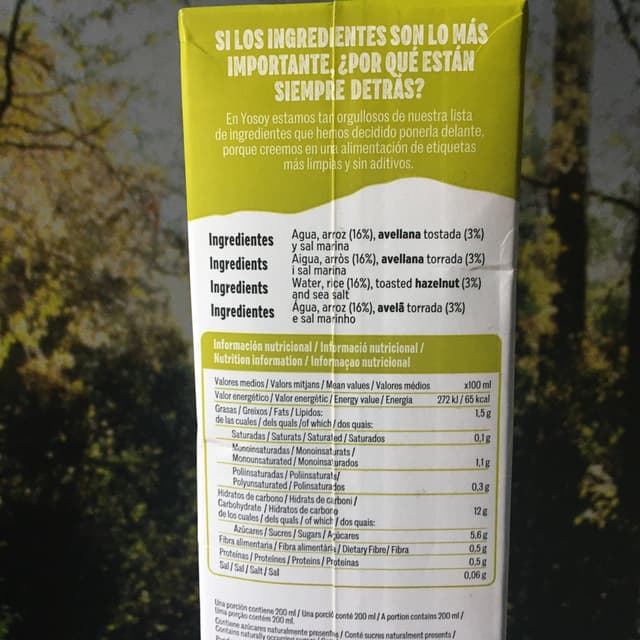 SI LOS INGREDIENTES SON LO MÁS
IMPORTANTE, ¿POR QUÉ ESTÁN
SIEMPRE DETRÁS?
En Yosoy estamos tan orgullosos de nuestra lista
de ingredientes que hemos decidido ponerla delante,
porque creemos en una alimentación de etiquetas
más limpias y sin aditivos.
Ingredientes Agua, arroz (16%), avellana tostada (3%)
y sal marina
Ingredients Aigua, arròs (16%), avellana torrada (3%)
i sal marina
Ingredients Water, rice (16%), toasted hazelnut (3%)
and sea salt
Ingredientes Água, arroz (16%), avelã torrada (3%)
e sal marinho
Información nutricional / Informació nutricional /
Nutrition information / Informaçao nutricional
Valores medios / Valors mitjans / Mean values / Valores médios x100 ml
Valor energético / Valor energètic / Energy value / Energia 272 kJ / 65 kcal
Grasas / Greixos / Fats / Lípidos: 1,5 g
de las cuales / dels quals / of which / dos quais:
Saturadas / Saturats / Saturated / Saturados 0,1 g
Monoinsaturadas / Monoinsaturats /
Monounsaturated / Monoinsaturados 1,1 g
Poliinsaturadas / Poliinsaturats /
Polyunsaturated / Polinsaturados 0,3 g
Hidratos de carbono / Hidrats de carboni /
Carbohydrate / Hidratos de carbono 12 g
de los cuales / dels quals / of which / dos quais:
Azúcares / Sucres / Sugars / Açúcares 5,6 g
Fibra alimentaria / Fibra alimentària / Dietary Fibre / Fibra 0,5 g
Proteínas / Proteïnes / Proteins / Proteinas 0,5 g
Sal / Sal / Salt / Sal 0,06 g
Una porción contiene 200 ml / Una porció conté 200 ml / A portion contains 200 ml /
Uma porção contém 200 ml.
Contiene azúcares naturalmente presentes / Conté sucres naturalment presents /
Contains naturally occurring